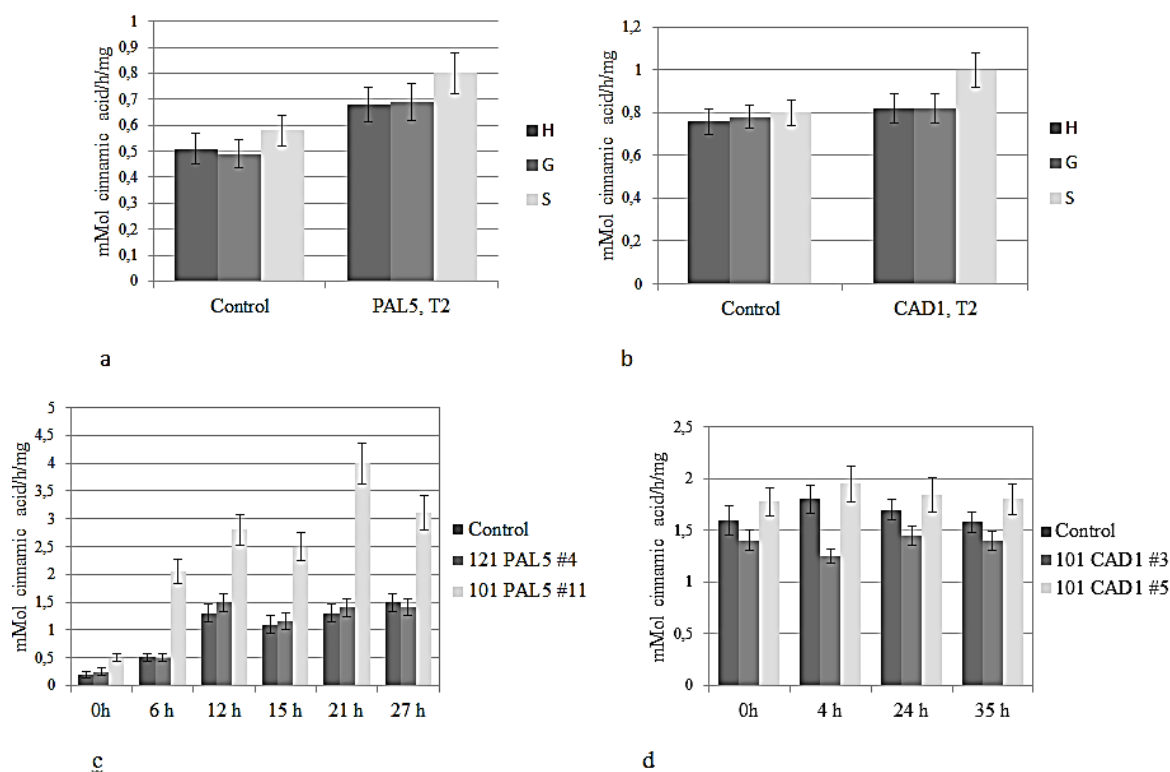 mMol cinnamic acid/h/mg
1
0,9
0,8
0,7
0,6
0,5
0,4
0,3
0,2
0,1
0
Control
PAL5, T2
H
G
S
a
mMol cinnamic acid/h/mg
1,2
1
0,8
0,6
0,4
0,2
0
Control
CAD1, T2
H
G
S
b
mMol cinnamic acid/h/mg
5
4,5
4
3,5
3
2,5
2
1,5
1
0,5
0
0h
6 h
12 h
15 h
21 h
27 h
Control
121 PAL5 #4
101 PAL5 #11
c
mMol cinnamic acid/h/mg
2,5
2
1,5
1
0,5
0
0h
4 h
24 h
35 h
Control
101 CAD1 #3
101 CAD1 #5
d